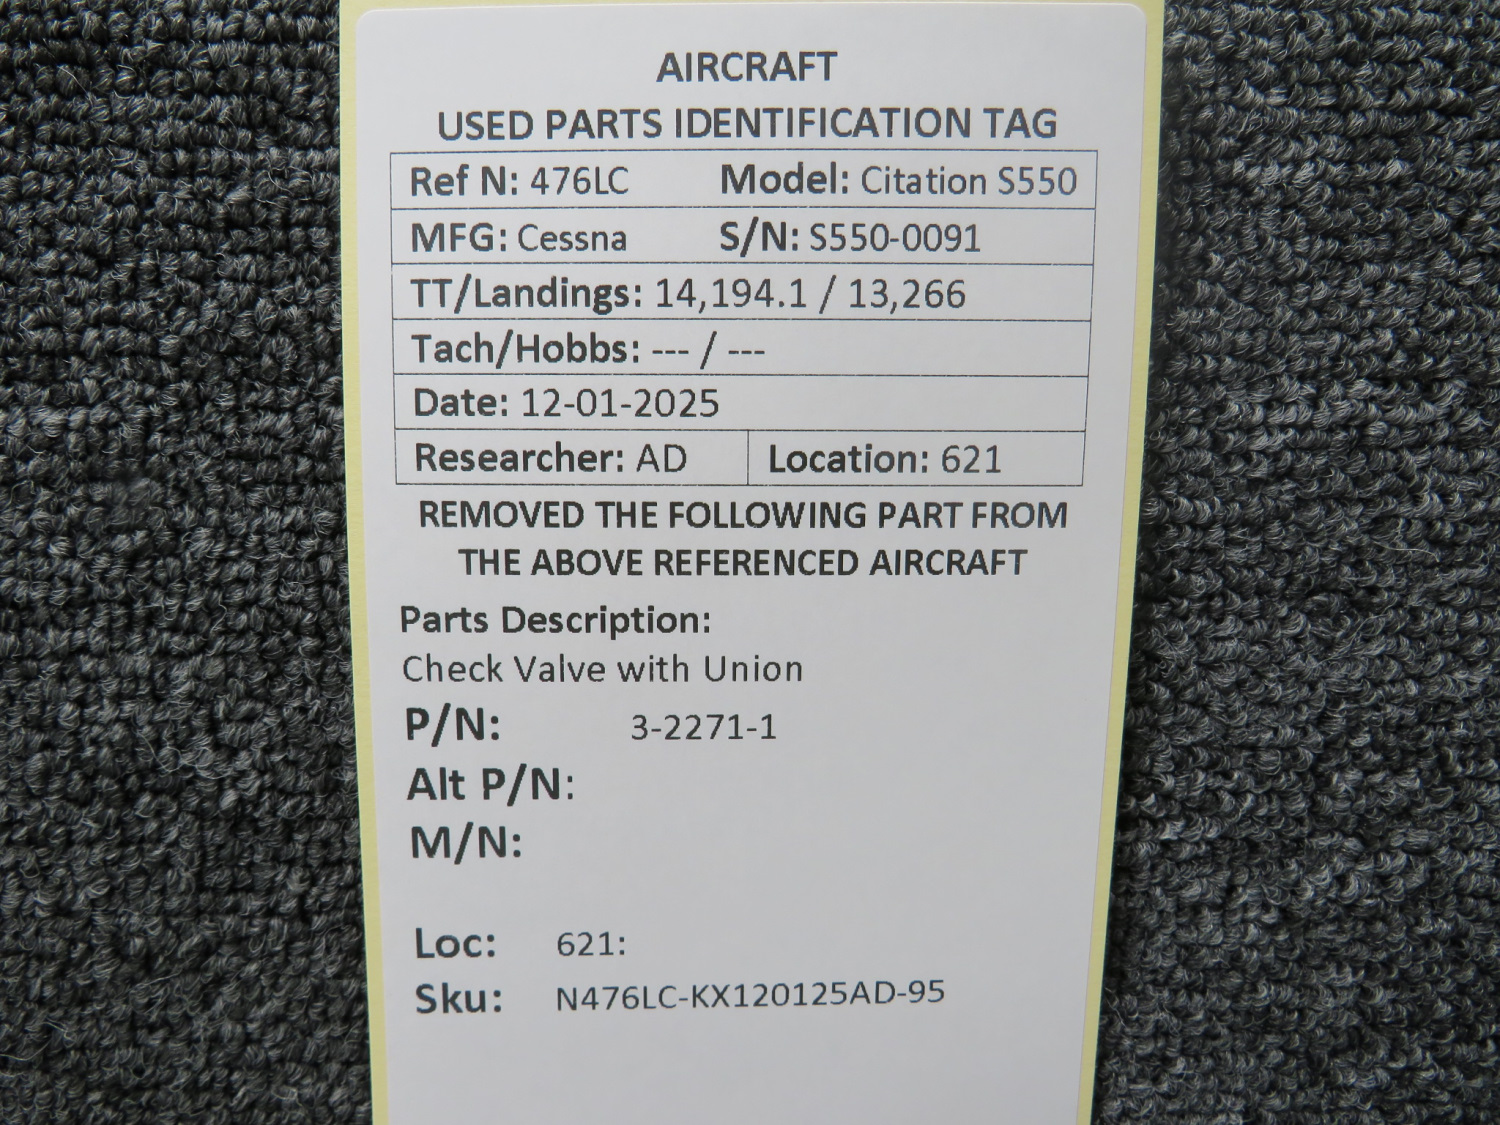 AIRCRAFT
USED PARTS IDENTIFICATION TAG
Ref N: 476LC Model: Citation S550
MFG: Cessna S/N: S550-0091
TT/Landings: 14,194.1 / 13,266
Tach/Hobbs: --- / ---
Date: 12-01-2025
Researcher: AD Location: 621
REMOVED THE FOLLOWING PART FROM
THE ABOVE REFERENCED AIRCRAFT
Parts Description:
Check Valve with Union
P/N: 3-2271-1
Alt P/N:
M/N:
Loc: 621:
Sku: N476LC-KX120125AD-95